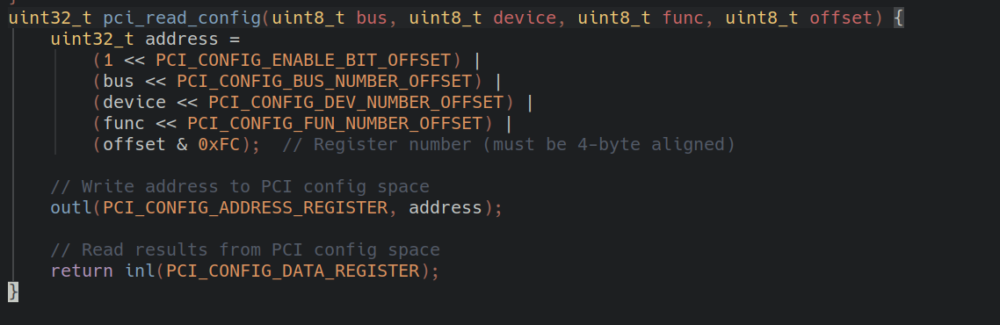 }
uint32_t pci_read_config(uint8_t bus, uint8_t device, uint8_t func, uint8_t offset) {
    uint32_t address =
        (1 << PCI_CONFIG_ENABLE_BIT_OFFSET) |
        (bus << PCI_CONFIG_BUS_NUMBER_OFFSET) |
        (device << PCI_CONFIG_DEV_NUMBER_OFFSET) |
        (func << PCI_CONFIG_FUN_NUMBER_OFFSET) |
        (offset & 0xFC);  // Register number (must be 4-byte aligned)

    // Write address to PCI config space
    outl(PCI_CONFIG_ADDRESS_REGISTER, address);

    // Read results from PCI config space
    return inl(PCI_CONFIG_DATA_REGISTER);
}